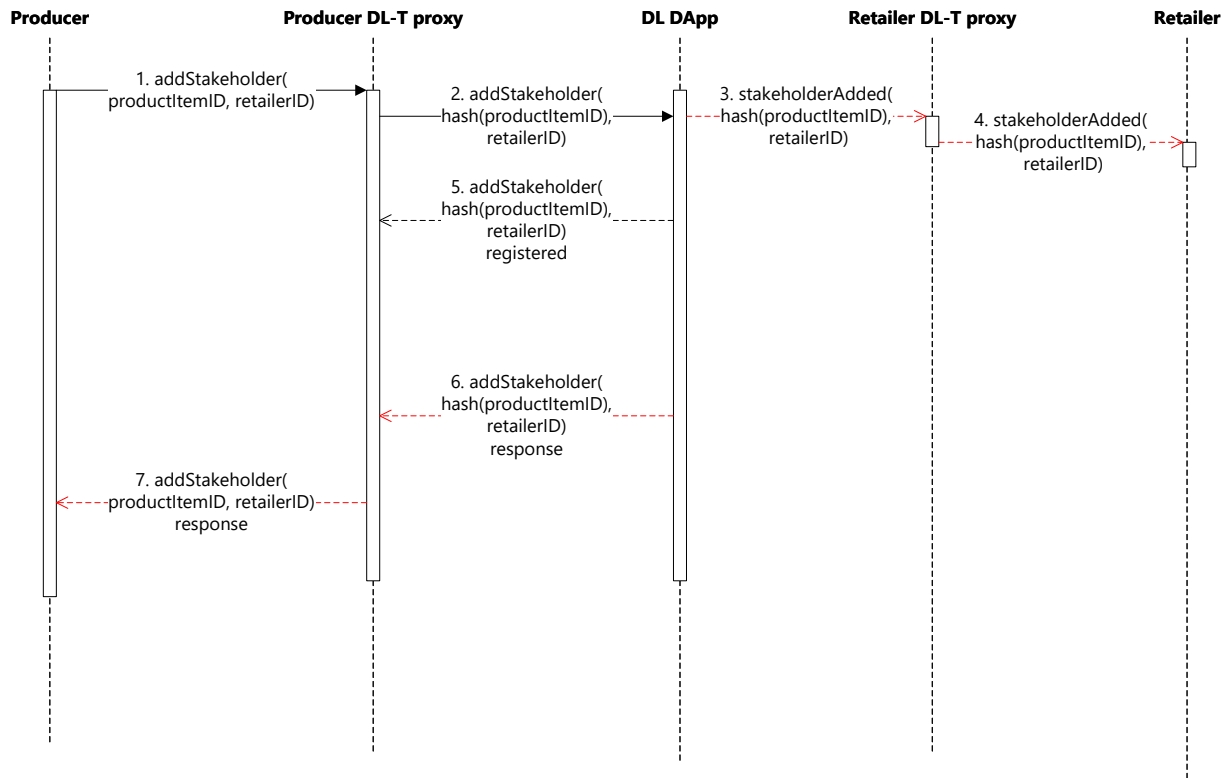 Producer
Producer DL-T proxy
DL DApp
Retailer DL-T proxy
Retailer
1. addStakeholder(
productItemID, retailerID)
2. addStakeholder(
hash(productItemID),
retailerID)
3. stakeholderAdded(
hash(productItemID),
retailerID)
4. stakeholderAdded(
hash(productItemID),
retailerID)
5. addStakeholder(
hash(productItemID),
retailerID)
registered
6. addStakeholder(
hash(productItemID),
retailerID)
response
7. addStakeholder(
productItemID, retailerID)
response